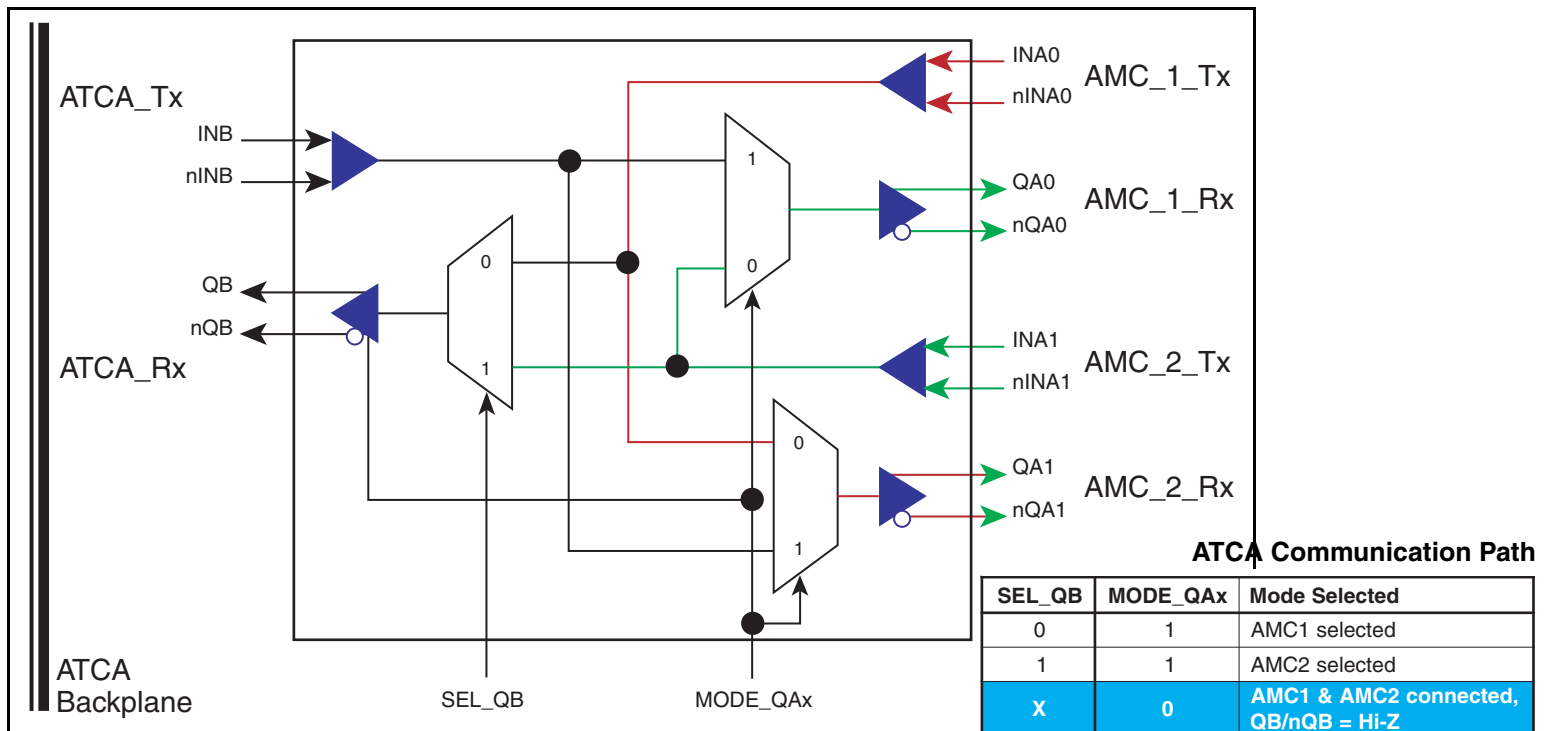 INA0
AMC_1_Tx
nINA0
ATCA_Tx
INB
nINB
1
QA0
AMC_1_Rx
nQA0
0
0
QB
nQB
ATCA_Rx
INA1
AMC_2_Tx
nINA1
1
0
QA1
AMC_2_Rx
nQA1
1
ATCA
Backplane
SEL_QB
MODE_QAx
ATCA Communication Path
SEL_QB MODE_QAx Mode Selected
0 1 AMC1 selected
1 1 AMC2 selected
X 0 AMC1 & AMC2 connected,
QB/nQB = Hi-Z